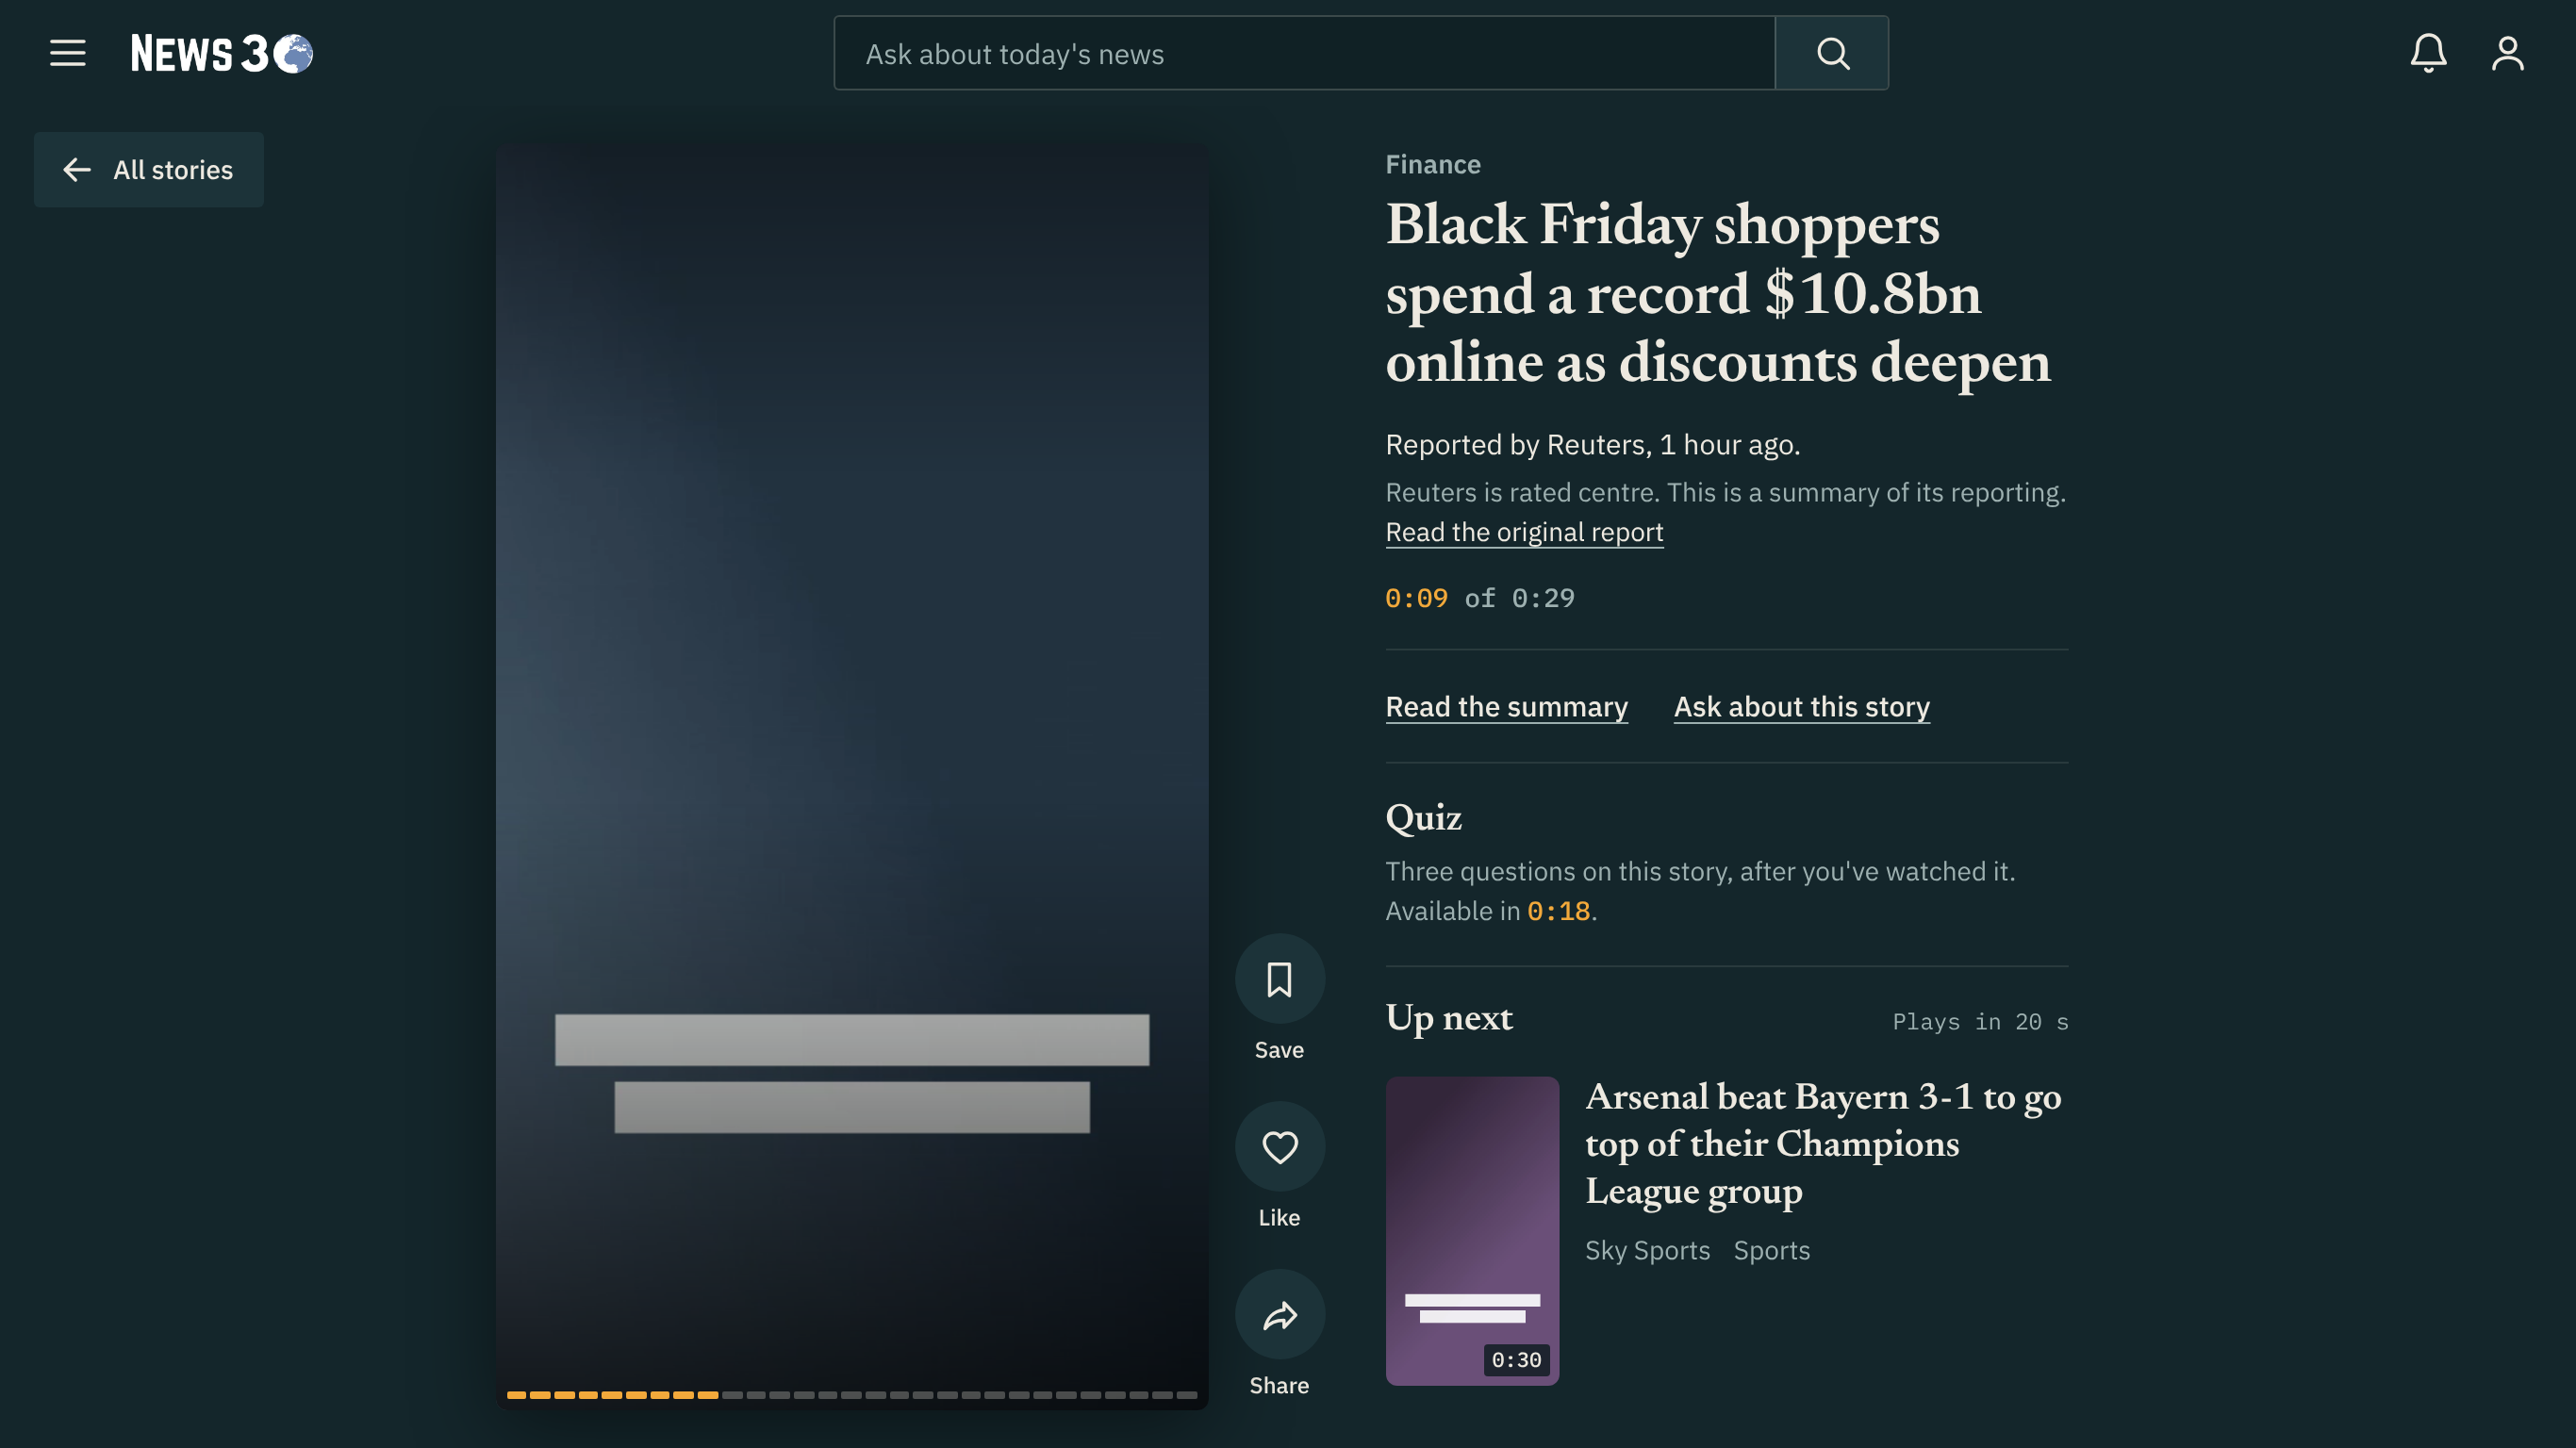 NEWS 30
Ask about today's news
All stories
Finance
Black Friday shoppers
spend a record $10.8bn
online as discounts deepen
Reported by Reuters, 1 hour ago.
Reuters is rated centre. This is a summary of its reporting.
Read the original report
0:09 of 0:29
Read the summary Ask about this story
Quiz
Three questions on this story, after you've watched it.
Available in 0:18.
Save
Like
Share
Up next
Plays in 20 s
Arsenal beat Bayern 3-1 to go
top of their Champions
League group
Sky Sports Sports
0:30